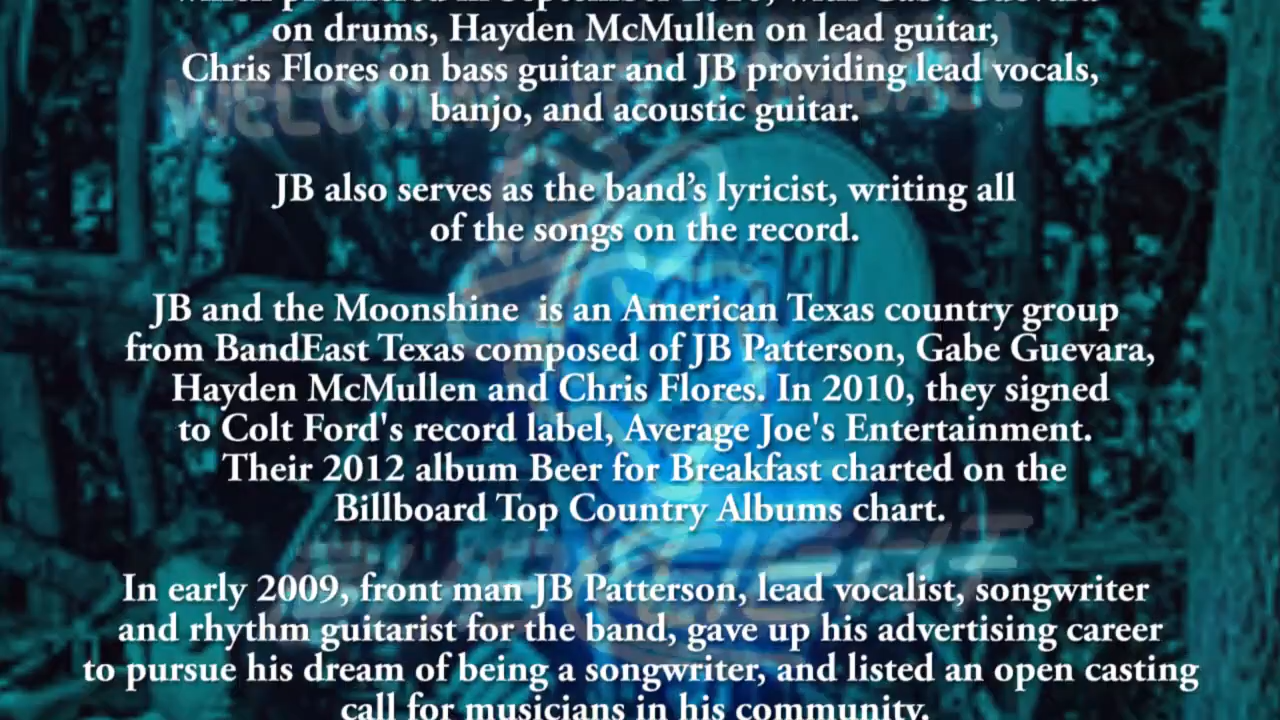 on drums, Hayden McMullen on lead guitar,
Chris Flores on bass guitar and JB providing lead vocals,
banjo, and acoustic guitar.
JB also serves as the band’s lyricist, writing all
of the songs on the record.
JB and the Moonshine  is an American Texas country group
from BandEast Texas composed of JB Patterson, Gabe Guevara,
Hayden McMullen and Chris Flores. In 2010, they signed
to Colt Ford's record label, Average Joe's Entertainment.
Their 2012 album Beer for Breakfast charted on the
Billboard Top Country Albums chart.
In early 2009, front man JB Patterson, lead vocalist, songwriter
and rhythm guitarist for the band, gave up his advertising career
to pursue his dream of being a songwriter, and listed an open casting
call for musicians in his community.